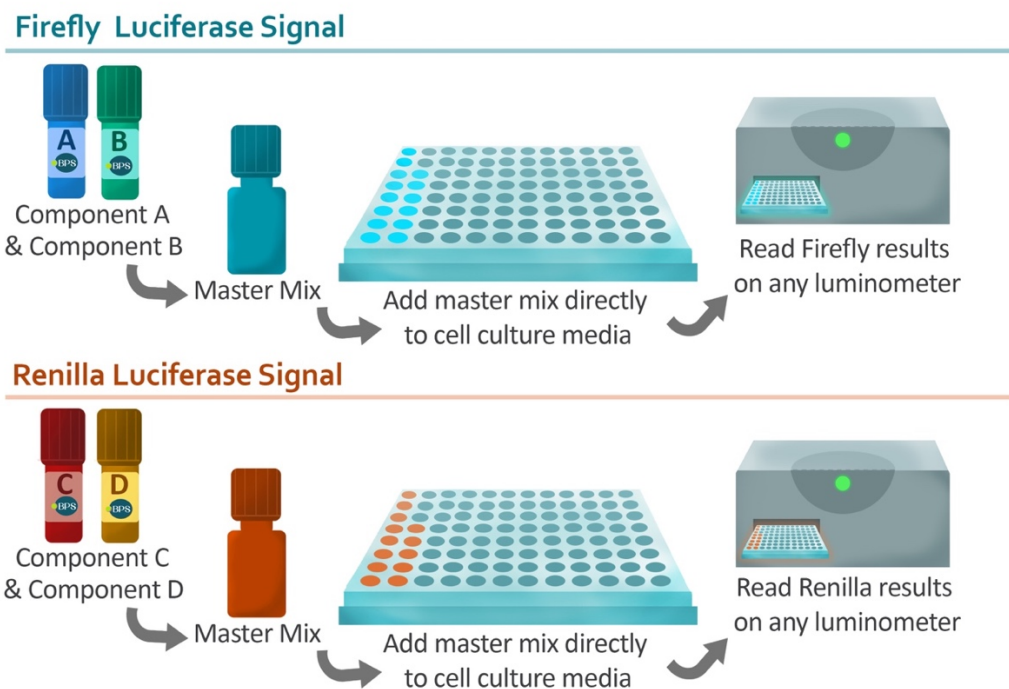 Firefly Luciferase Signal
A
BPS
B
BPS
Component A
& Component B
Master Mix
Add master mix directly
to cell culture media
Read Firefly results
on any luminometer
Renilla Luciferase Signal
C
BPS
D
BPS
Component C
& Component D
Master Mix
Add master mix directly
to cell culture media
Read Renilla results
on any luminometer